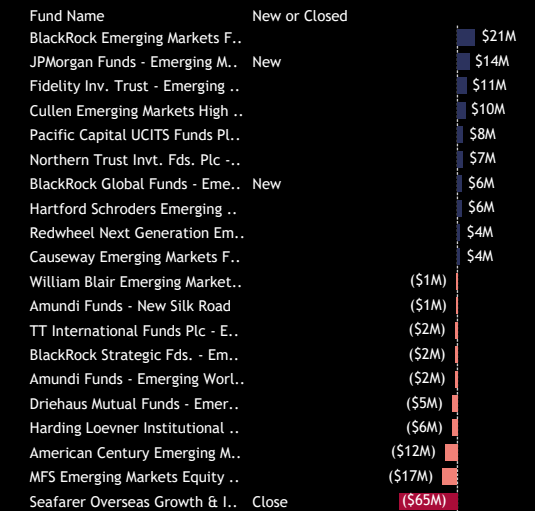 Fund Name New or Closed
BlackRock Emerging Markets F.. $21M
JPMorgan Funds - Emerging M.. New $14M
Fidelity Inv. Trust - Emerging .. $11M
Cullen Emerging Markets High .. $10M
Pacific Capital UCITS Funds Pl.. $8M
Northern Trust Invt. Fds. Plc -.. $7M
BlackRock Global Funds - Eme.. New $6M
Hartford Schroders Emerging .. $6M
Redwheel Next Generation Em.. $4M
Causeway Emerging Markets F.. $4M
William Blair Emerging Market.. ($1M)
Amundi Funds - New Silk Road ($1M)
TT International Funds Plc - E.. ($2M)
BlackRock Strategic Fds. - Em.. ($2M)
Amundi Funds - Emerging Worl.. ($2M)
Driehaus Mutual Funds - Emer.. ($5M)
Harding Loevner Institutional .. ($6M)
American Century Emerging M.. ($12M)
MFS Emerging Markets Equity .. ($17M)
Seafarer Overseas Growth & I.. Close ($65M)